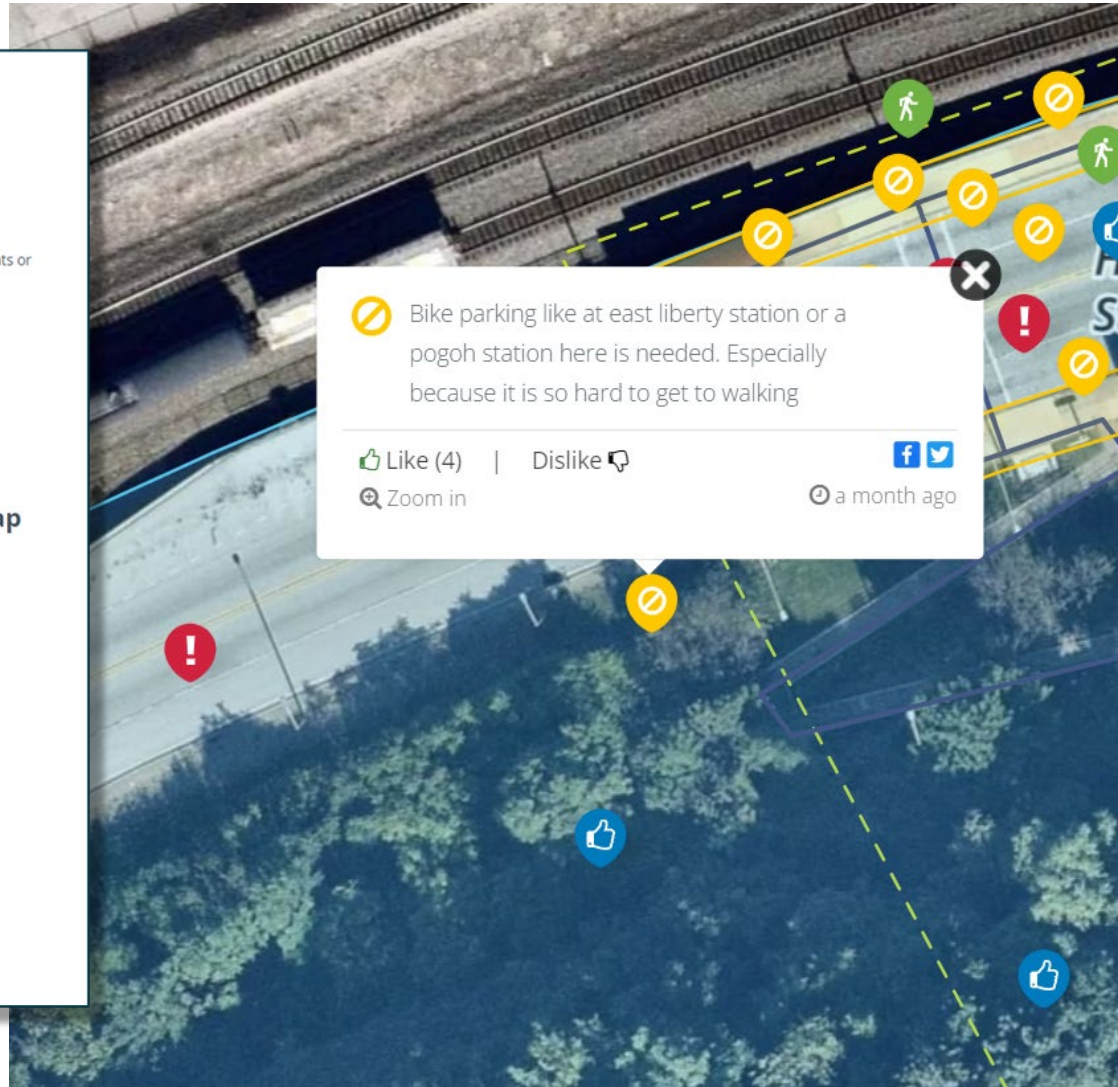 ts or
ap
Bike parking like at east liberty station or a
pogoh station here is needed. Especially
because it is so hard to get to walking
Like (4) | Dislike
Zoom in
a month ago
H
S